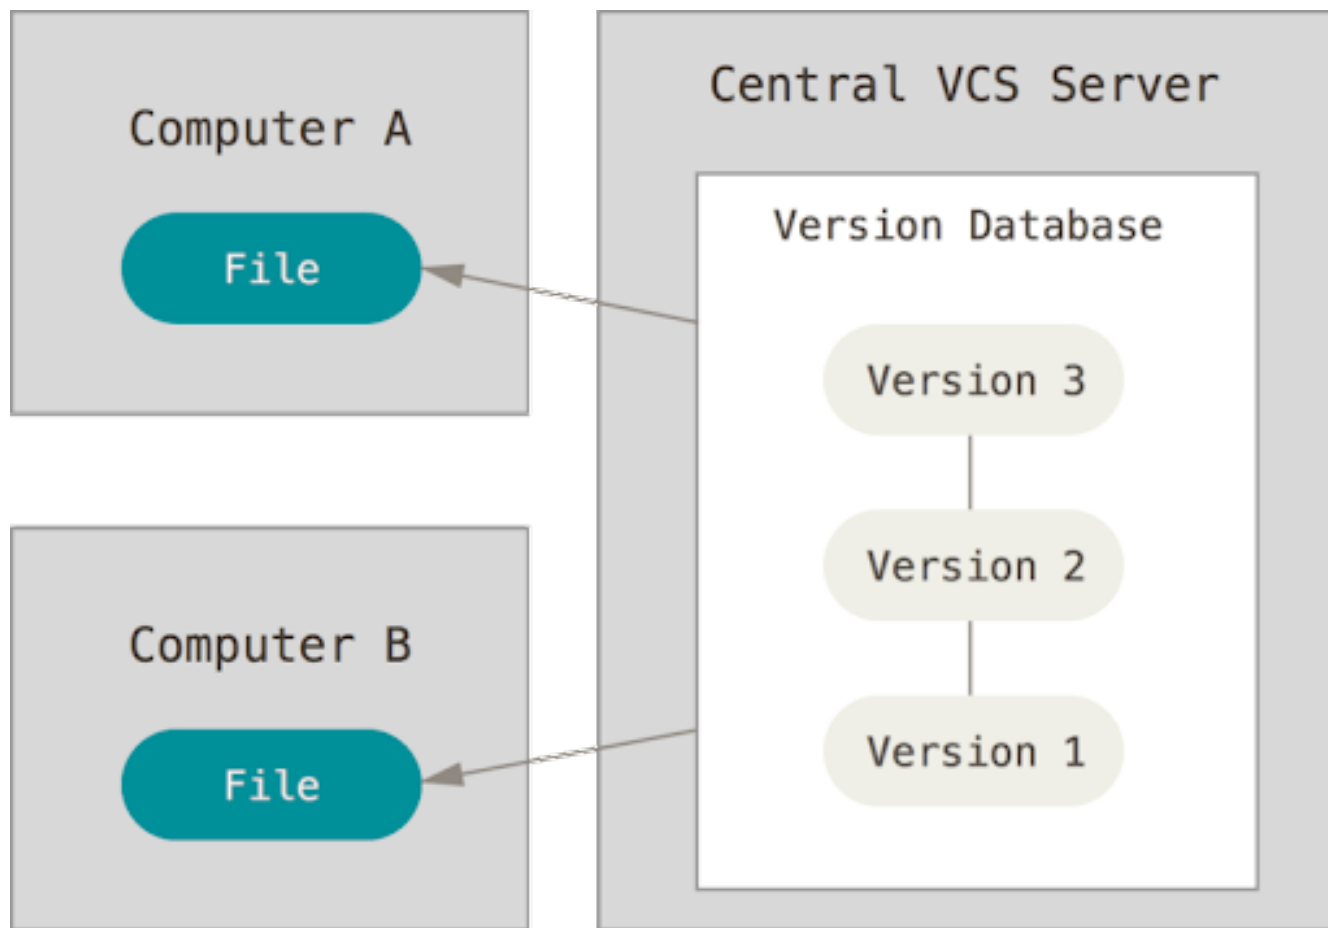 Computer A
File
Computer B
File
Central VCS Server
Version Database
Version 3
Version 2
Version 1